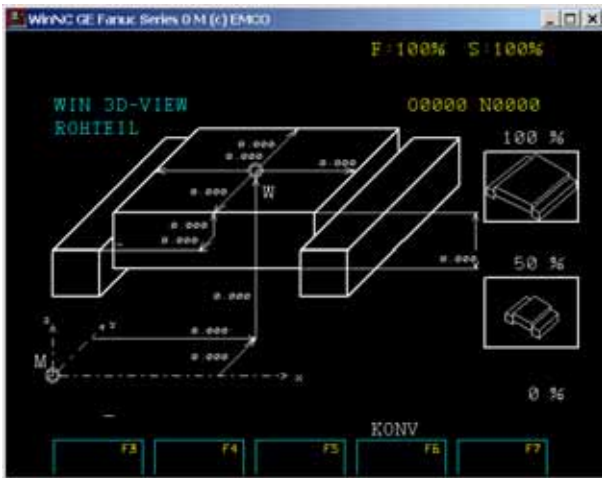 WinNC GE Fanuc Series 0 M (c) EMCO
F:100% S:100%
WIN 3D-VIEW
O0000 N0000
ROHTEIL
100 %
0.000
0.000
0.000
W
0.000
0.000
0.000
0.000
50 %
0.000
0.000
M
0.000
x
0 %
KONV
F3
F4
F5
F6
F7